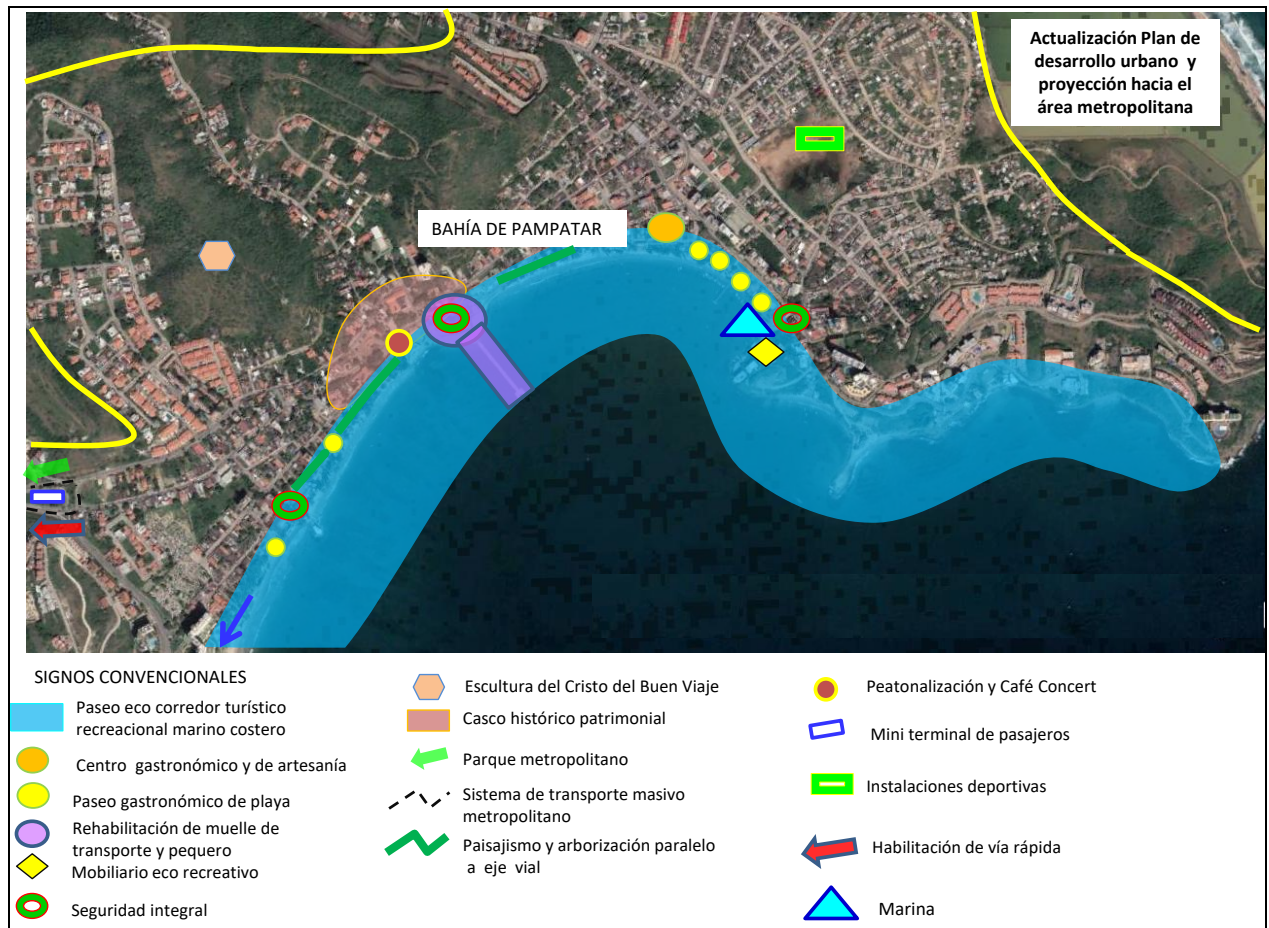 Actualización Plan de
desarrollo urbano y
proyección hacia el
área metropolitana
BAHÍA DE PAMPATAR
SIGNOS CONVENCIONALES
Paseo eco corredor turístico
recreacional marino costero
Centro gastronómico y de artesanía
Paseo gastronómico de playa
Rehabilitación de muelle de
transporte y pequero
Mobiliario eco recreativo
Seguridad integral
Escultura del Cristo del Buen Viaje
Casco histórico patrimonial
Parque metropolitano
Sistema de transporte masivo
metropolitano
Paisajismo y arborización paralelo
a eje vial
Peatonalización y Café Concert
Mini terminal de pasajeros
Instalaciones deportivas
Habilitación de vía rápida
Marina